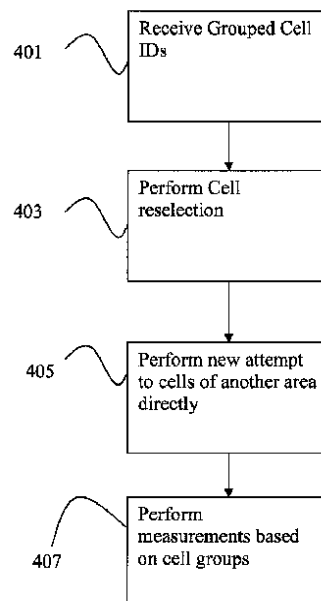 401
Receive Grouped Cell
IDs
403
Perform Cell
reselection
405
Perform new attempt
to cells of another area
directly
407
Perform
measurements based
on cell groups